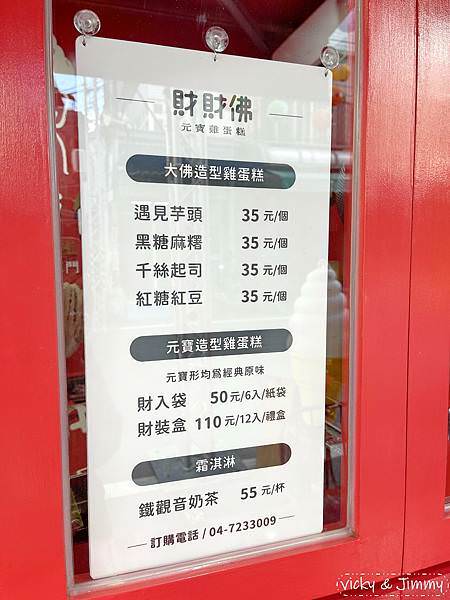 財財佛
元寶雞蛋糕
大佛造型雞蛋糕
遇見芋頭 35 元/個
黑糖麻糬 35 元/個
千絲起司 35 元/個
紅糖紅豆 35 元/個
元寶造型雞蛋糕
元寶形均為經典原味
財入袋 50元/6入/紙袋
財裝盒 110元/12入/禮盒
霜淇淋
鐵觀音奶茶 55 元/杯
訂購電話 / 04-7233009
門
Vicky & Jimmy